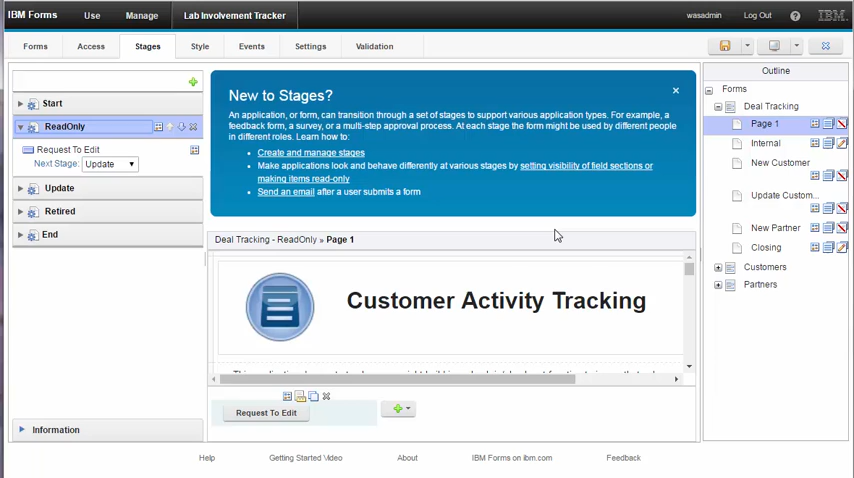 IBM Forms Use Manage Lab Involvement Tracker wasadmin Log Out ? IBM
Forms Access Stages Style Events Settings Validation
Outline
Start
ReadOnly
Request To Edit
Next Stage: Update
Update
Retired
End
Information
New to Stages?
An application, or form, can transition through a set of stages to support various application types. For example, a
feedback form, a survey, or a multi-step approval process. At each stage the form might be used by different people
in different roles. Learn how to:
Create and manage stages
Make applications look and behave differently at various stages by setting visibility of field sections or
making items read-only
Send an email after a user submits a form
Deal Tracking - ReadOnly » Page 1
Customer Activity Tracking
Request To Edit
Forms
Deal Tracking
Page 1
Internal
New Customer
Update Custom...
New Partner
Closing
Customers
Partners
Help Getting Started Video About IBM Forms on ibm.com Feedback